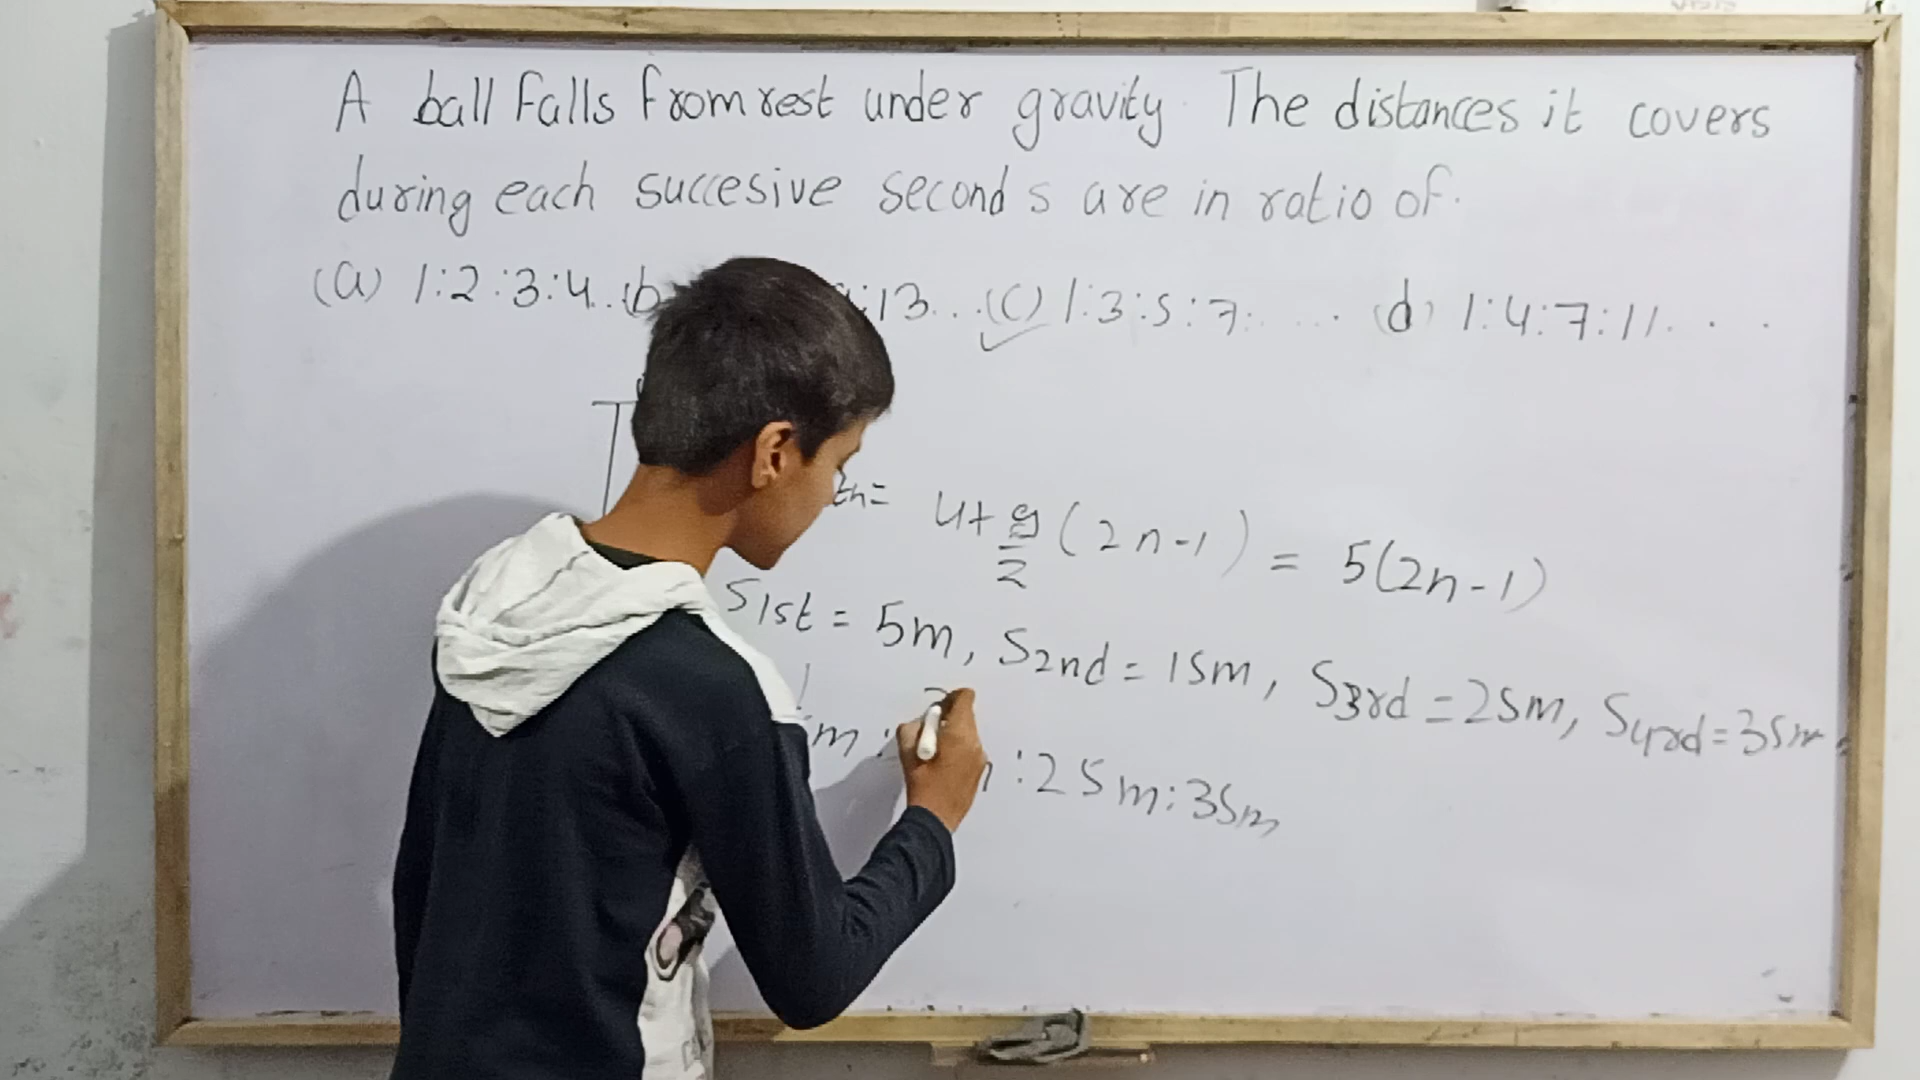 A ball falls from rest under gravity. The distances it covers
during each succesive seconds are in ratio of.
(a) 1:2:3:4..(b :13...(c) 1:3:5:7..... (d) 1:4:7:11...
tn= u+g/2(2n-1) = 5(2n-1)
S1st = 5m, S2nd = 15m, S3rd = 25m, S4rd = 35m
m: :25m:35m